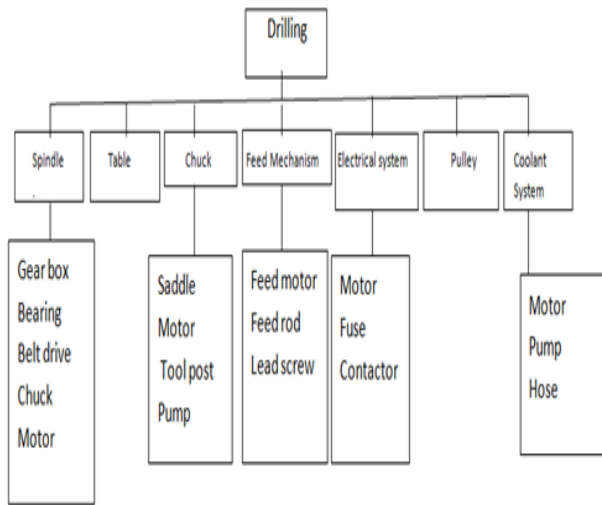 Drilling
Spindle
.
Table
Chuck
Feed Mechanism
Electrical system
Pulley
Coolant
System
Gear box
Bearing
Belt drive
Chuck
Motor
Saddle
Motor
Tool post
Pump
Feed motor
Feed rod
Lead screw
Motor
Fuse
Contactor
Motor
Pump
Hose